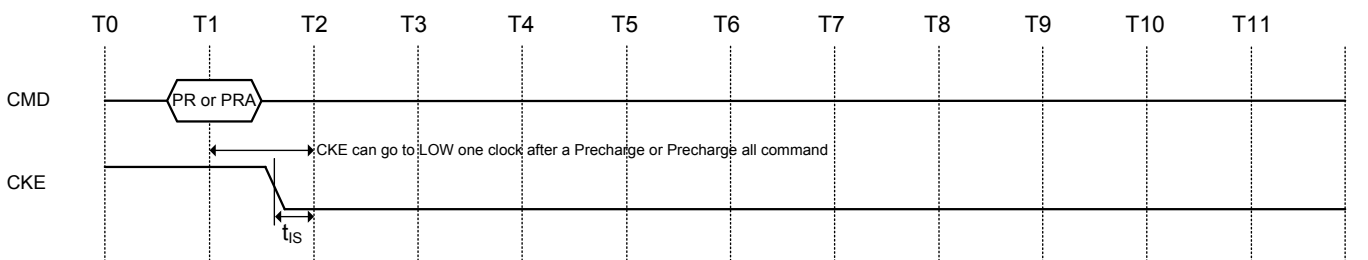 T0 T1 T2 T3 T4 T5 T6 T7 T8 T9 T10 T11
CMD PR or PRA
CKE can go to LOW one clock after a Precharge or Precharge all command
CKE
tIS